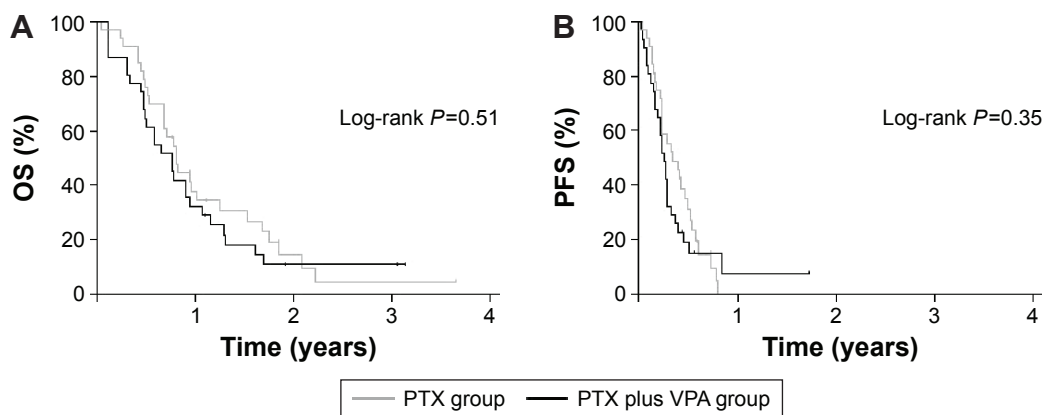 A
OS (%)
100
80
60
40
20
0
1
2
3
4
Time (years)
Log-rank P=0.51
B
PFS (%)
100
80
60
40
20
0
1
2
3
4
Time (years)
Log-rank P=0.35
PTX group
PTX plus VPA group